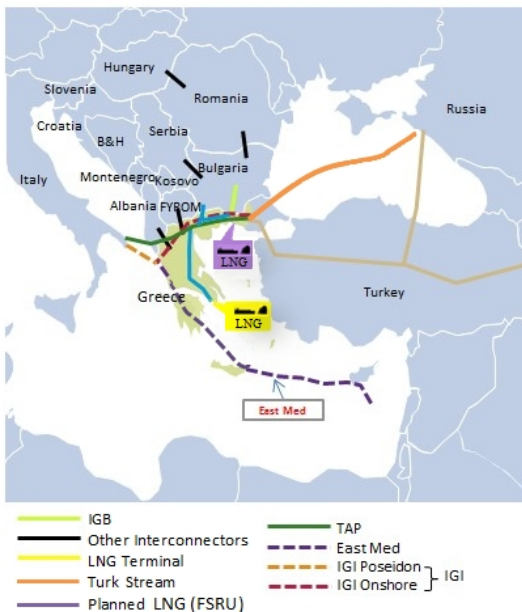 Hungary
Slovenia
Romania
Russia
Croatia
B&H
Serbia
Italy
Montenegro
Kosovo
Bulgaria
Albania
FYROM
LNG
Greece
Turkey
LNG
East Med
IGB
Other Interconnectors
LNG Terminal
Turk Stream
Planned LNG (FSRU)
TAP
East Med
IGI Poseidon
IGI Onshore
IGI